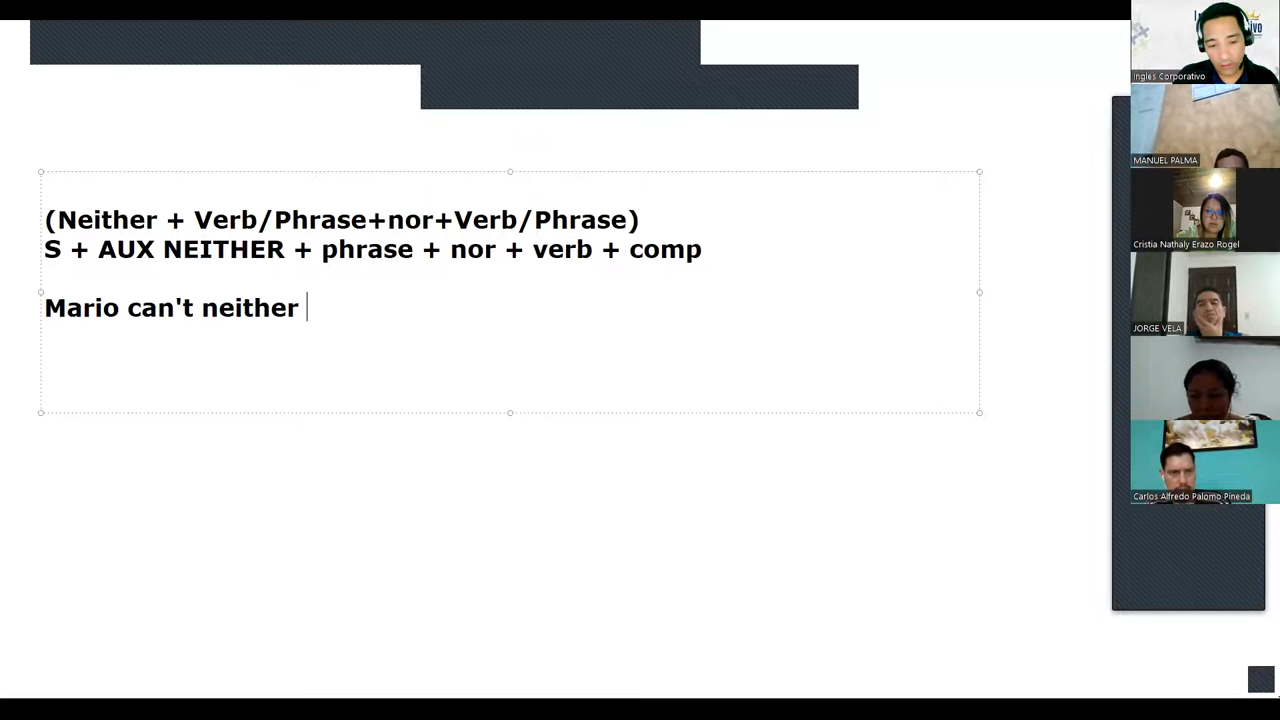 (Neither + Verb/Phrase+nor+Verb/Phrase)
S + AUX NEITHER + phrase + nor + verb + comp
Mario can't neither
Ingles Corporativo
MANUEL PALMA
Cristia Nathaly Erazo Rogel
JORGE VELA
Carlos Alfredo Palomo Pineda